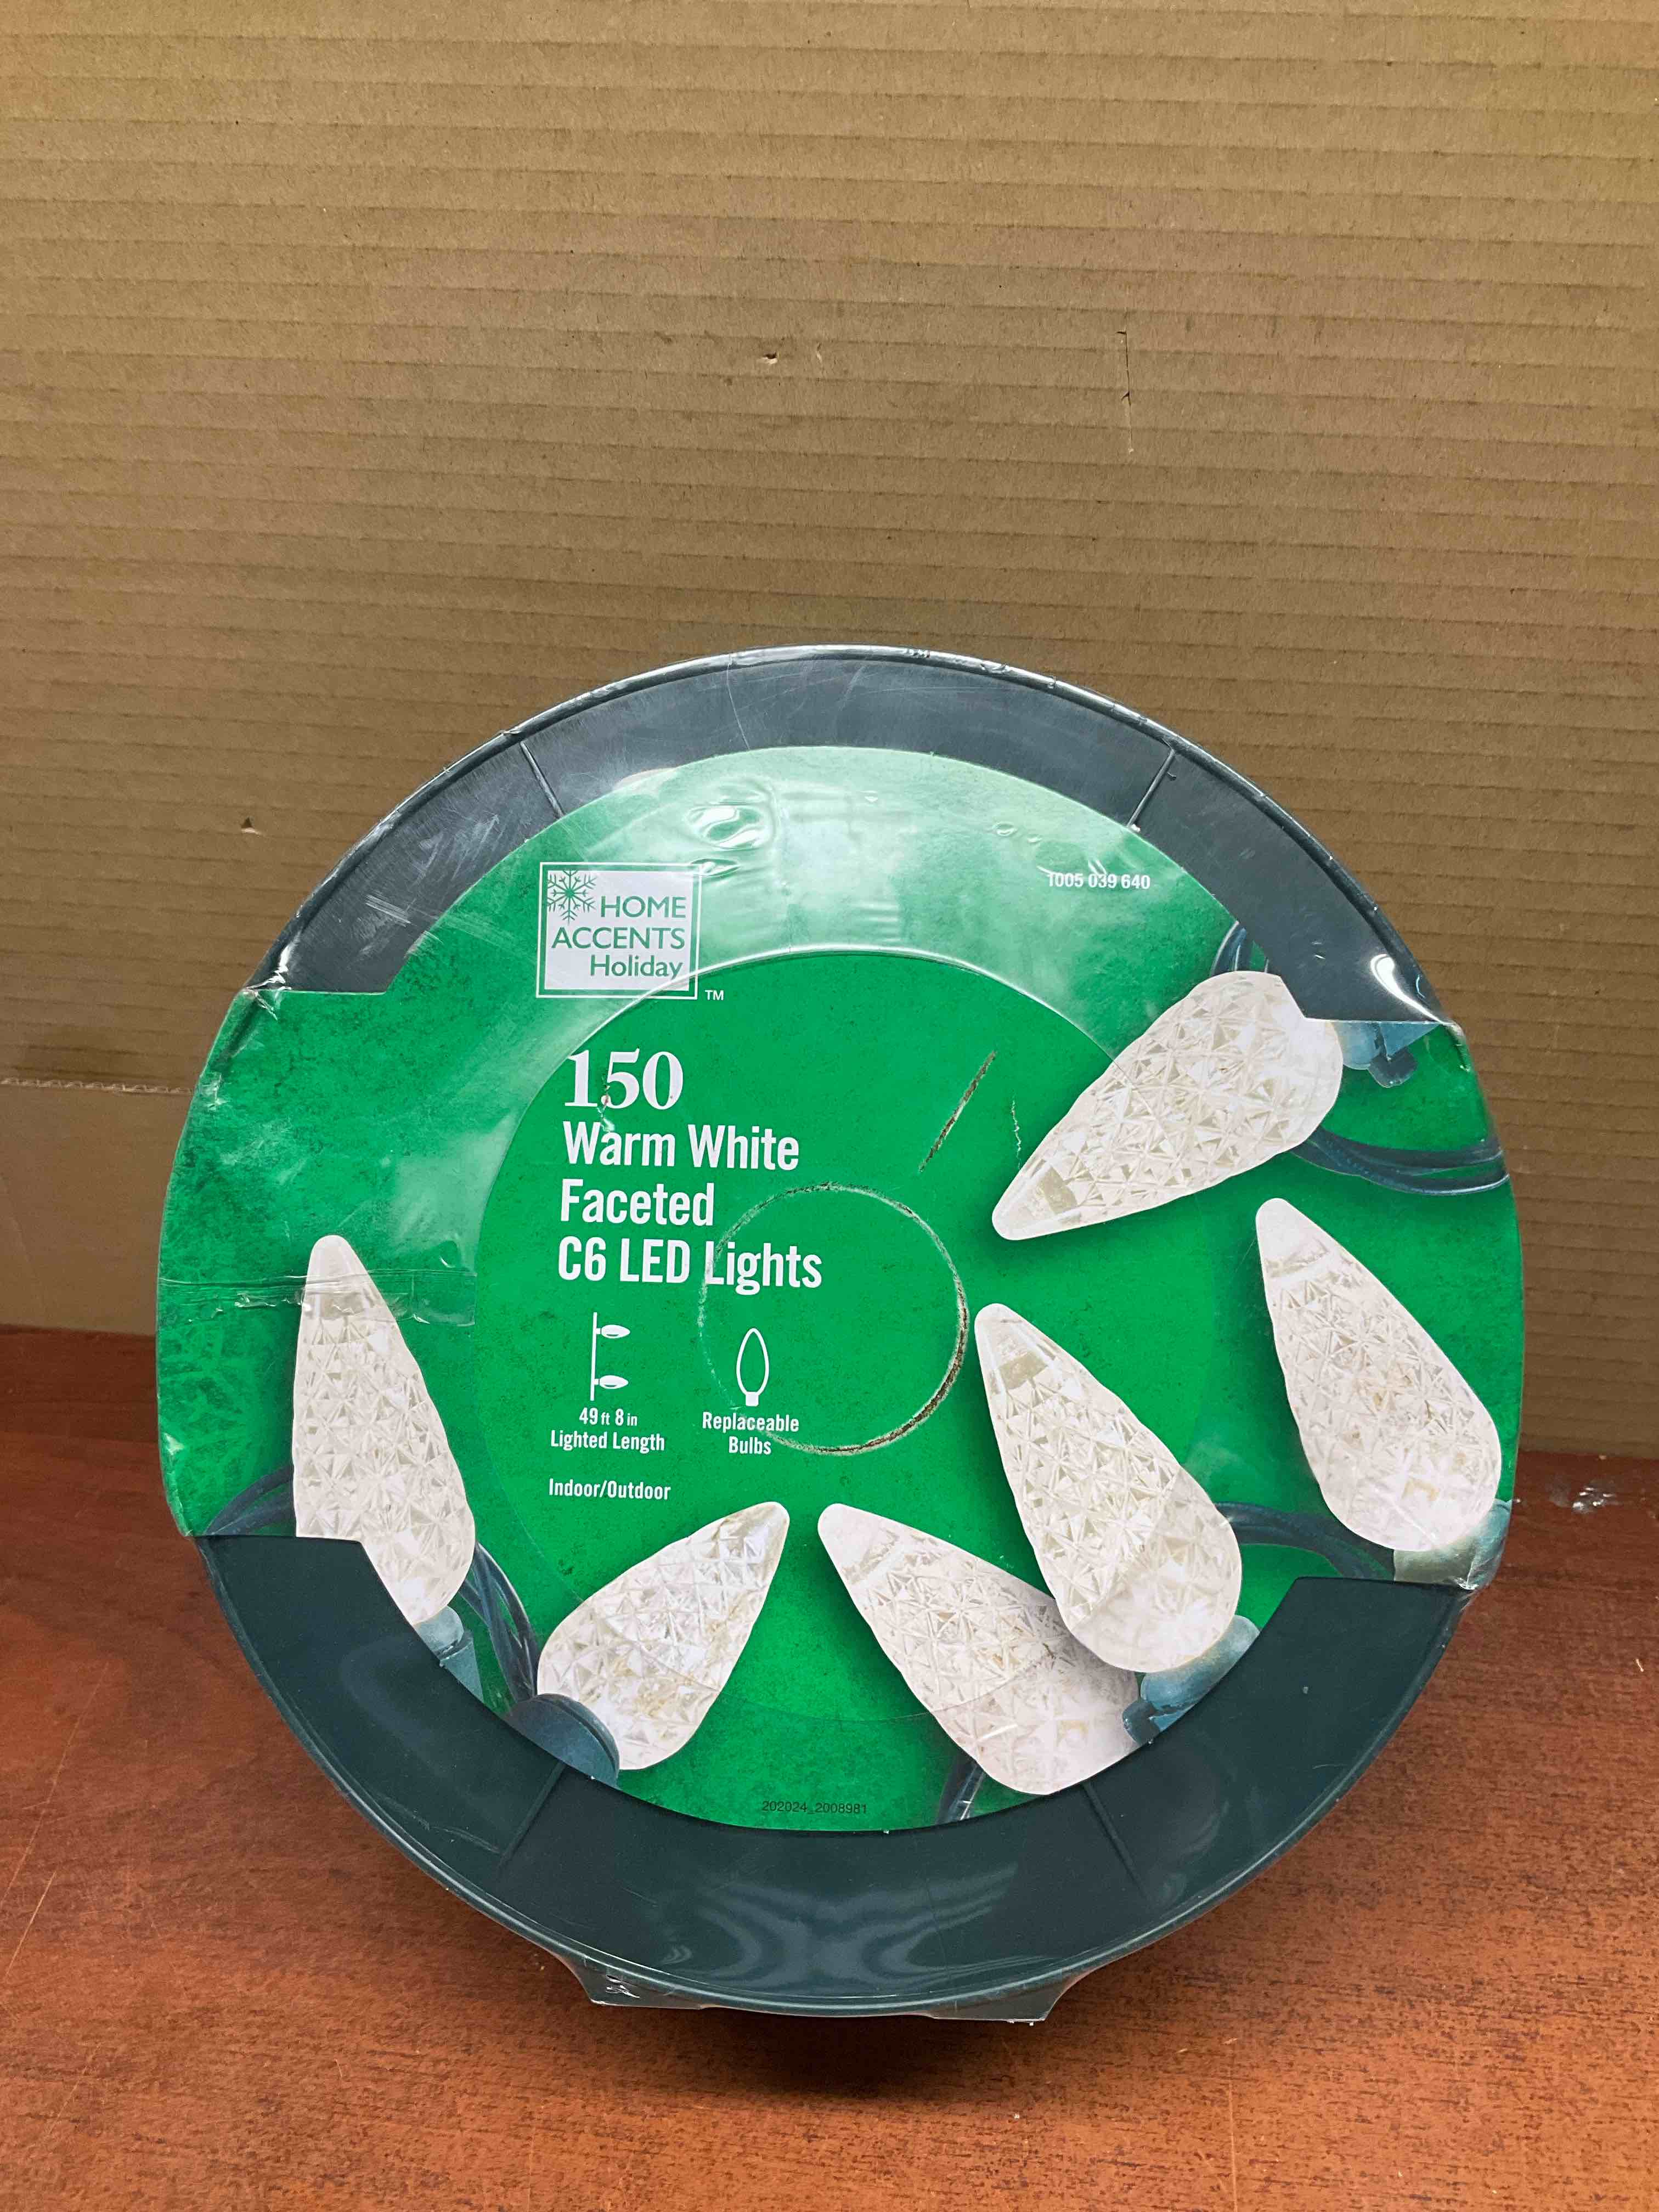 HOME
ACCENTS
Holiday
TM
1005 039 640
150
Warm White
Faceted
C6 LED Lights
49 ft 8 in
Lighted Length
Replaceable
Bulbs
Indoor/Outdoor
202024_2008981